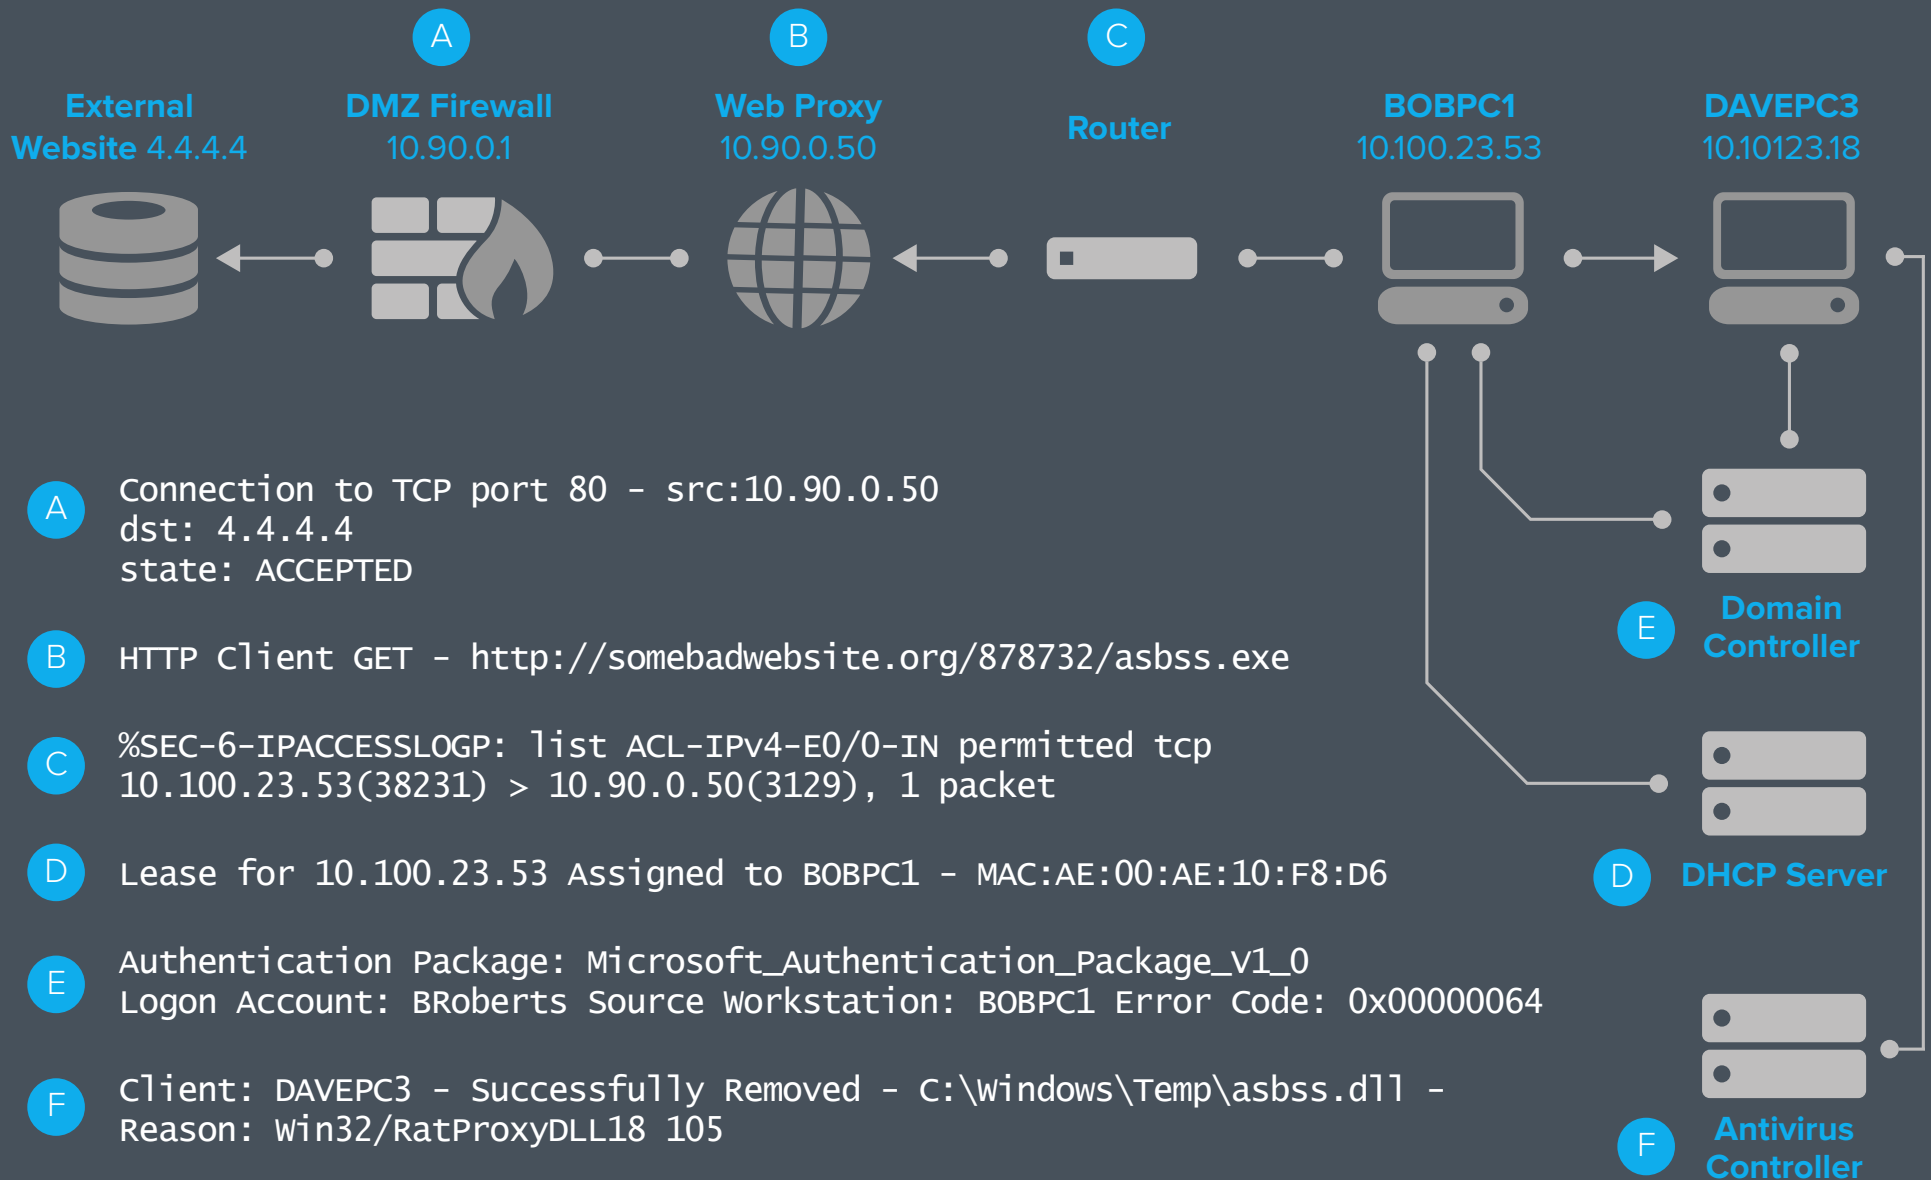 A
B
C
External
Website 4.4.4.4
DMZ Firewall
10.90.0.1
Web Proxy
10.90.0.50
Router
BOBPC1
10.100.23.53
DAVEPC3
10.10123.18
A
Connection to TCP port 80 - src:10.90.0.50
dst: 4.4.4.4
state: ACCEPTED
B
HTTP Client GET - http://somebadwebsite.org/878732/asbss.exe
C
%SEC-6-IPACCESSLOGP: list ACL-IPv4-E0/0-IN permitted tcp
10.100.23.53(38231) > 10.90.0.50(3129), 1 packet
D
Lease for 10.100.23.53 Assigned to BOBPC1 - MAC:AE:00:AE:10:F8:D6
E
Authentication Package: Microsoft_Authentication_Package_V1_0
Logon Account: BRoberts Source Workstation: BOBPC1 Error Code: 0x00000064
F
Client: DAVEPC3 - Successfully Removed - C:\Windows\Temp\asbss.dll -
Reason: Win32/RatProxyDLL18 105
E
Domain
Controller
D
DHCP Server
F
Antivirus
Controller